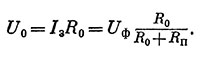 U₀ = I₃R₀ = U_Ф R₀/(R₀+R_П).